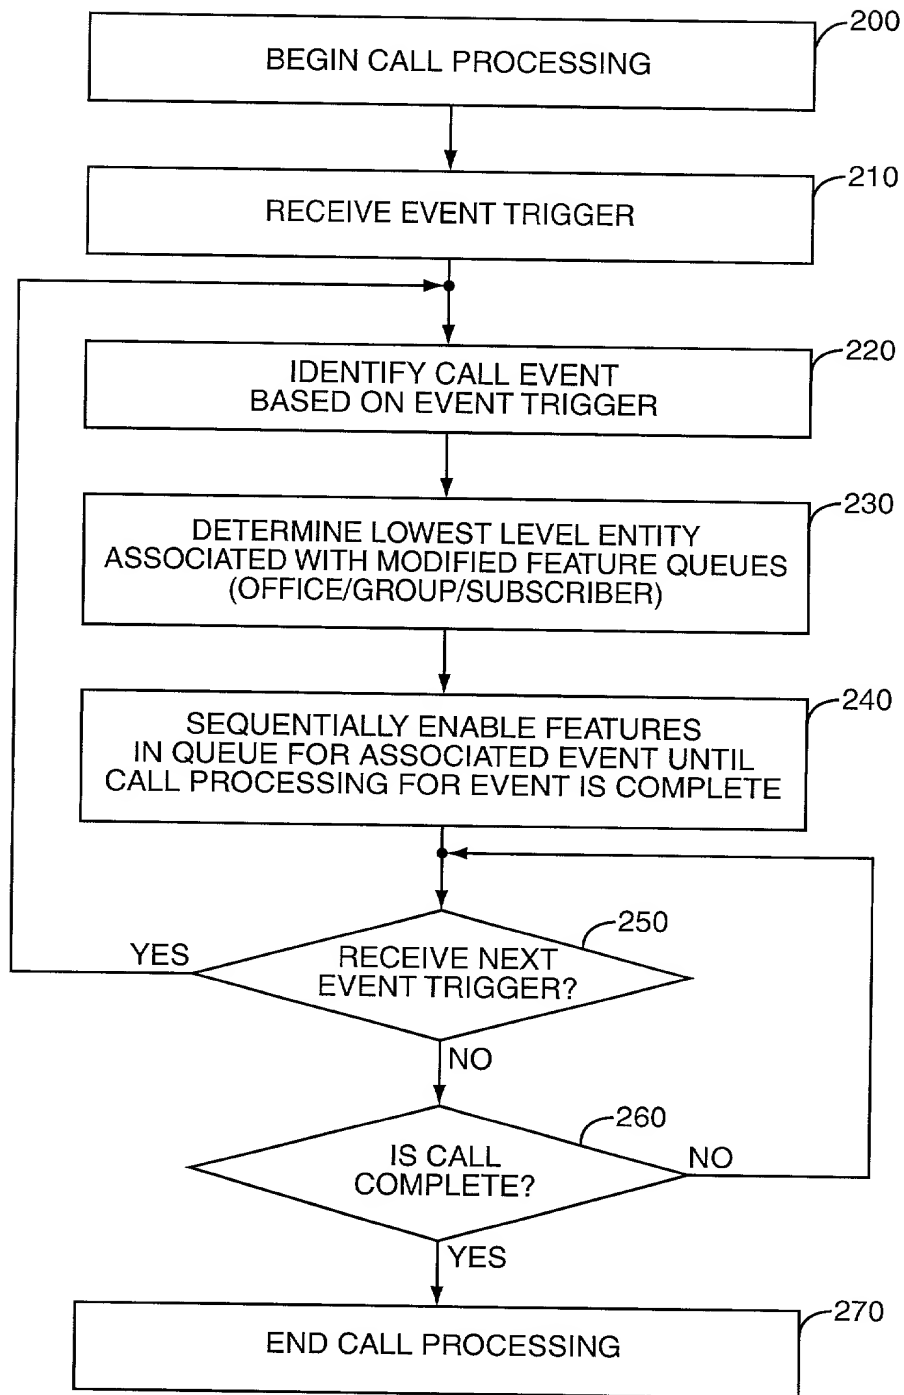 200
BEGIN CALL PROCESSING
210
RECEIVE EVENT TRIGGER
220
IDENTIFY CALL EVENT
BASED ON EVENT TRIGGER
230
DETERMINE LOWEST LEVEL ENTITY
ASSOCIATED WITH MODIFIED FEATURE QUEUES
(OFFICE/GROUP/SUBSCRIBER)
240
SEQUENTIALLY ENABLE FEATURES
IN QUEUE FOR ASSOCIATED EVENT UNTIL
CALL PROCESSING FOR EVENT IS COMPLETE
250
YES
RECEIVE NEXT
EVENT TRIGGER?
NO
260
IS CALL
COMPLETE?
NO
YES
270
END CALL PROCESSING